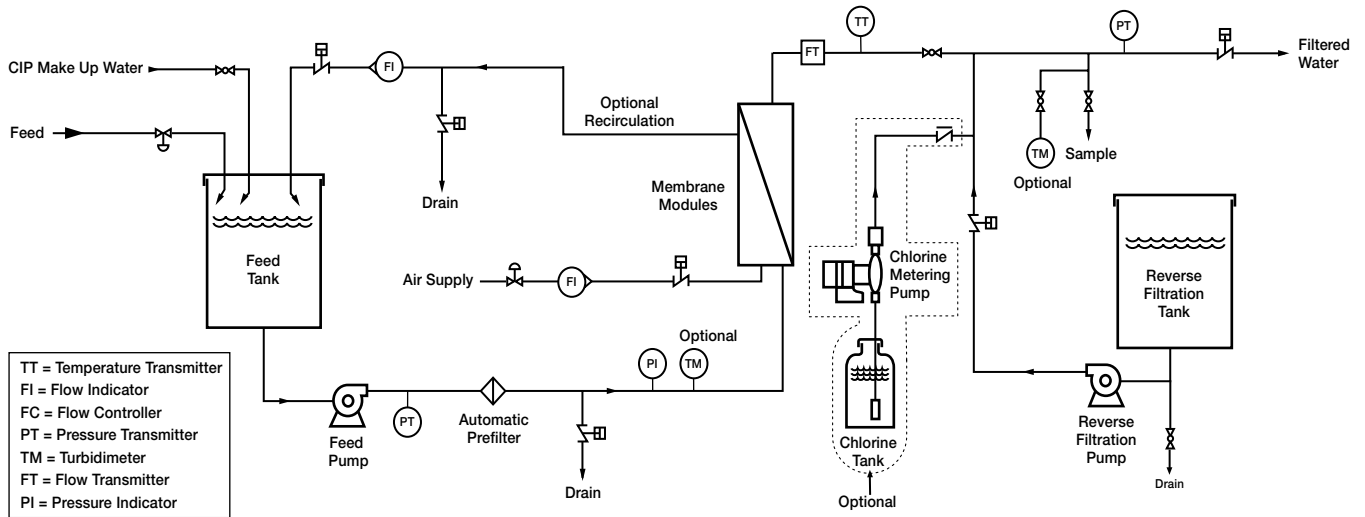 CIP Make Up Water
Feed
FI
Drain
Optional
Recirculation
FT
TT
PT
Filtered
Water
TM
Optional
Sample
Feed
Tank
Membrane
Modules
Air Supply
FI
Chlorine
Metering
Pump
Reverse
Filtration
Tank
TT = Temperature Transmitter
FI = Flow Indicator
FC = Flow Controller
PT = Pressure Transmitter
TM = Turbidimeter
FT = Flow Transmitter
PI = Pressure Indicator
Feed
Pump
PT
Automatic
Prefilter
Drain
PI
Optional
TM
Chlorine
Tank
Optional
Reverse
Filtration
Pump
Drain